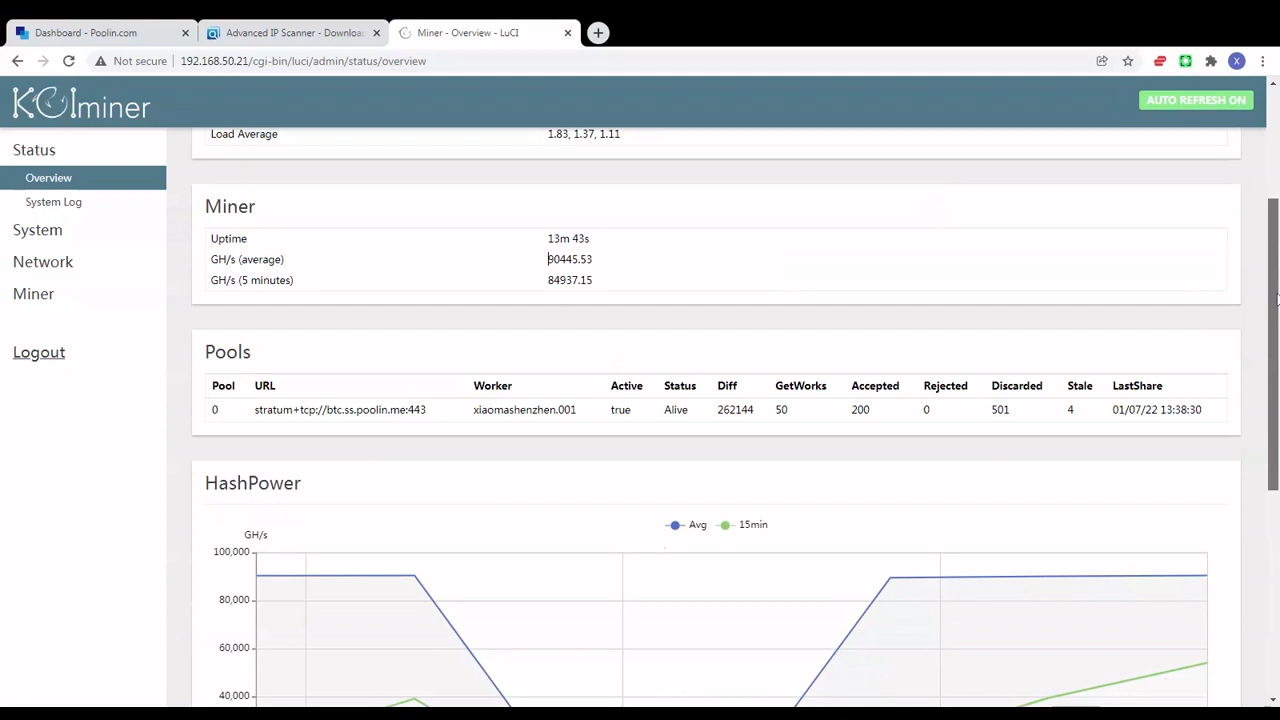 Dashboard - Poolin.com
Advanced IP Scanner - Downloa
Miner - Overview - LuCI
Not secure 192.168.50.21/cgi-bin/luci/admin/status/overview
X
KCIminer
AUTO REFRESH ON
Status
Overview
System Log
System
Network
Miner
Logout
Load Average 1.83, 1.37, 1.11
Miner
Uptime 13m 43s
GH/s (average) 90445.53
GH/s (5 minutes) 84937.15
Pools
Pool URL Worker Active Status Diff GetWorks Accepted Rejected Discarded Stale LastShare
0 stratum+tcp://btc.ss.poolin.me:443 xiaomashenzhen.001 true Alive 262144 50 200 0 501 4 01/07/22 13:38:30
HashPower
Avg 15min
GH/s
100,000
80,000
60,000
40,000